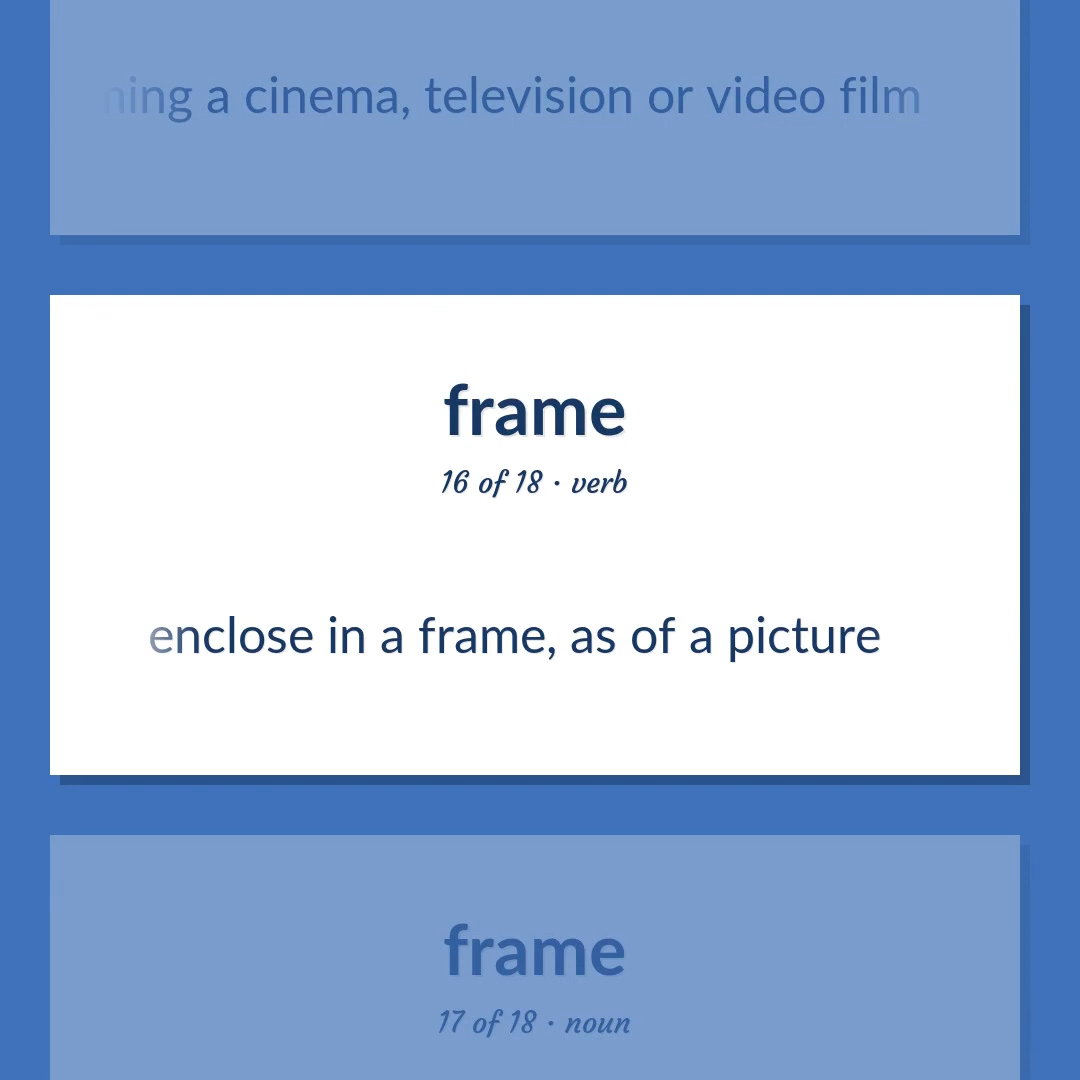 a cinema, television or video film
frame
16 of 18 · verb
enclose in a frame, as of a picture
frame
17 of 18 · noun